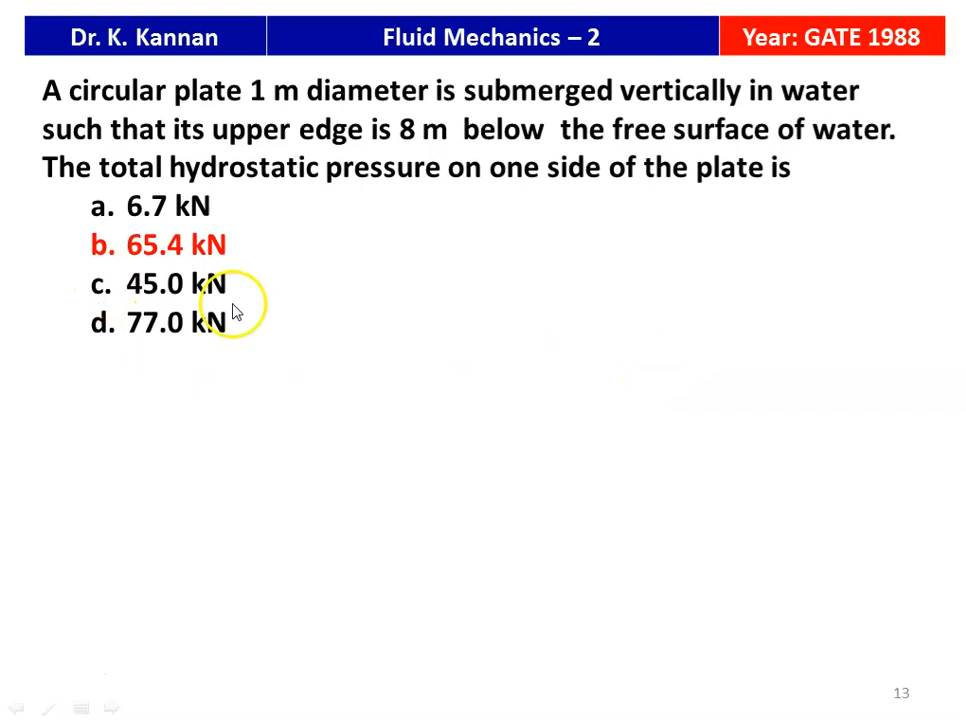 Dr. K. Kannan
Fluid Mechanics – 2
Year: GATE 1988
A circular plate 1 m diameter is submerged vertically in water
such that its upper edge is 8 m below the free surface of water.
The total hydrostatic pressure on one side of the plate is
a. 6.7 kN
b. 65.4 kN
c. 45.0 kN
d. 77.0 kN
13